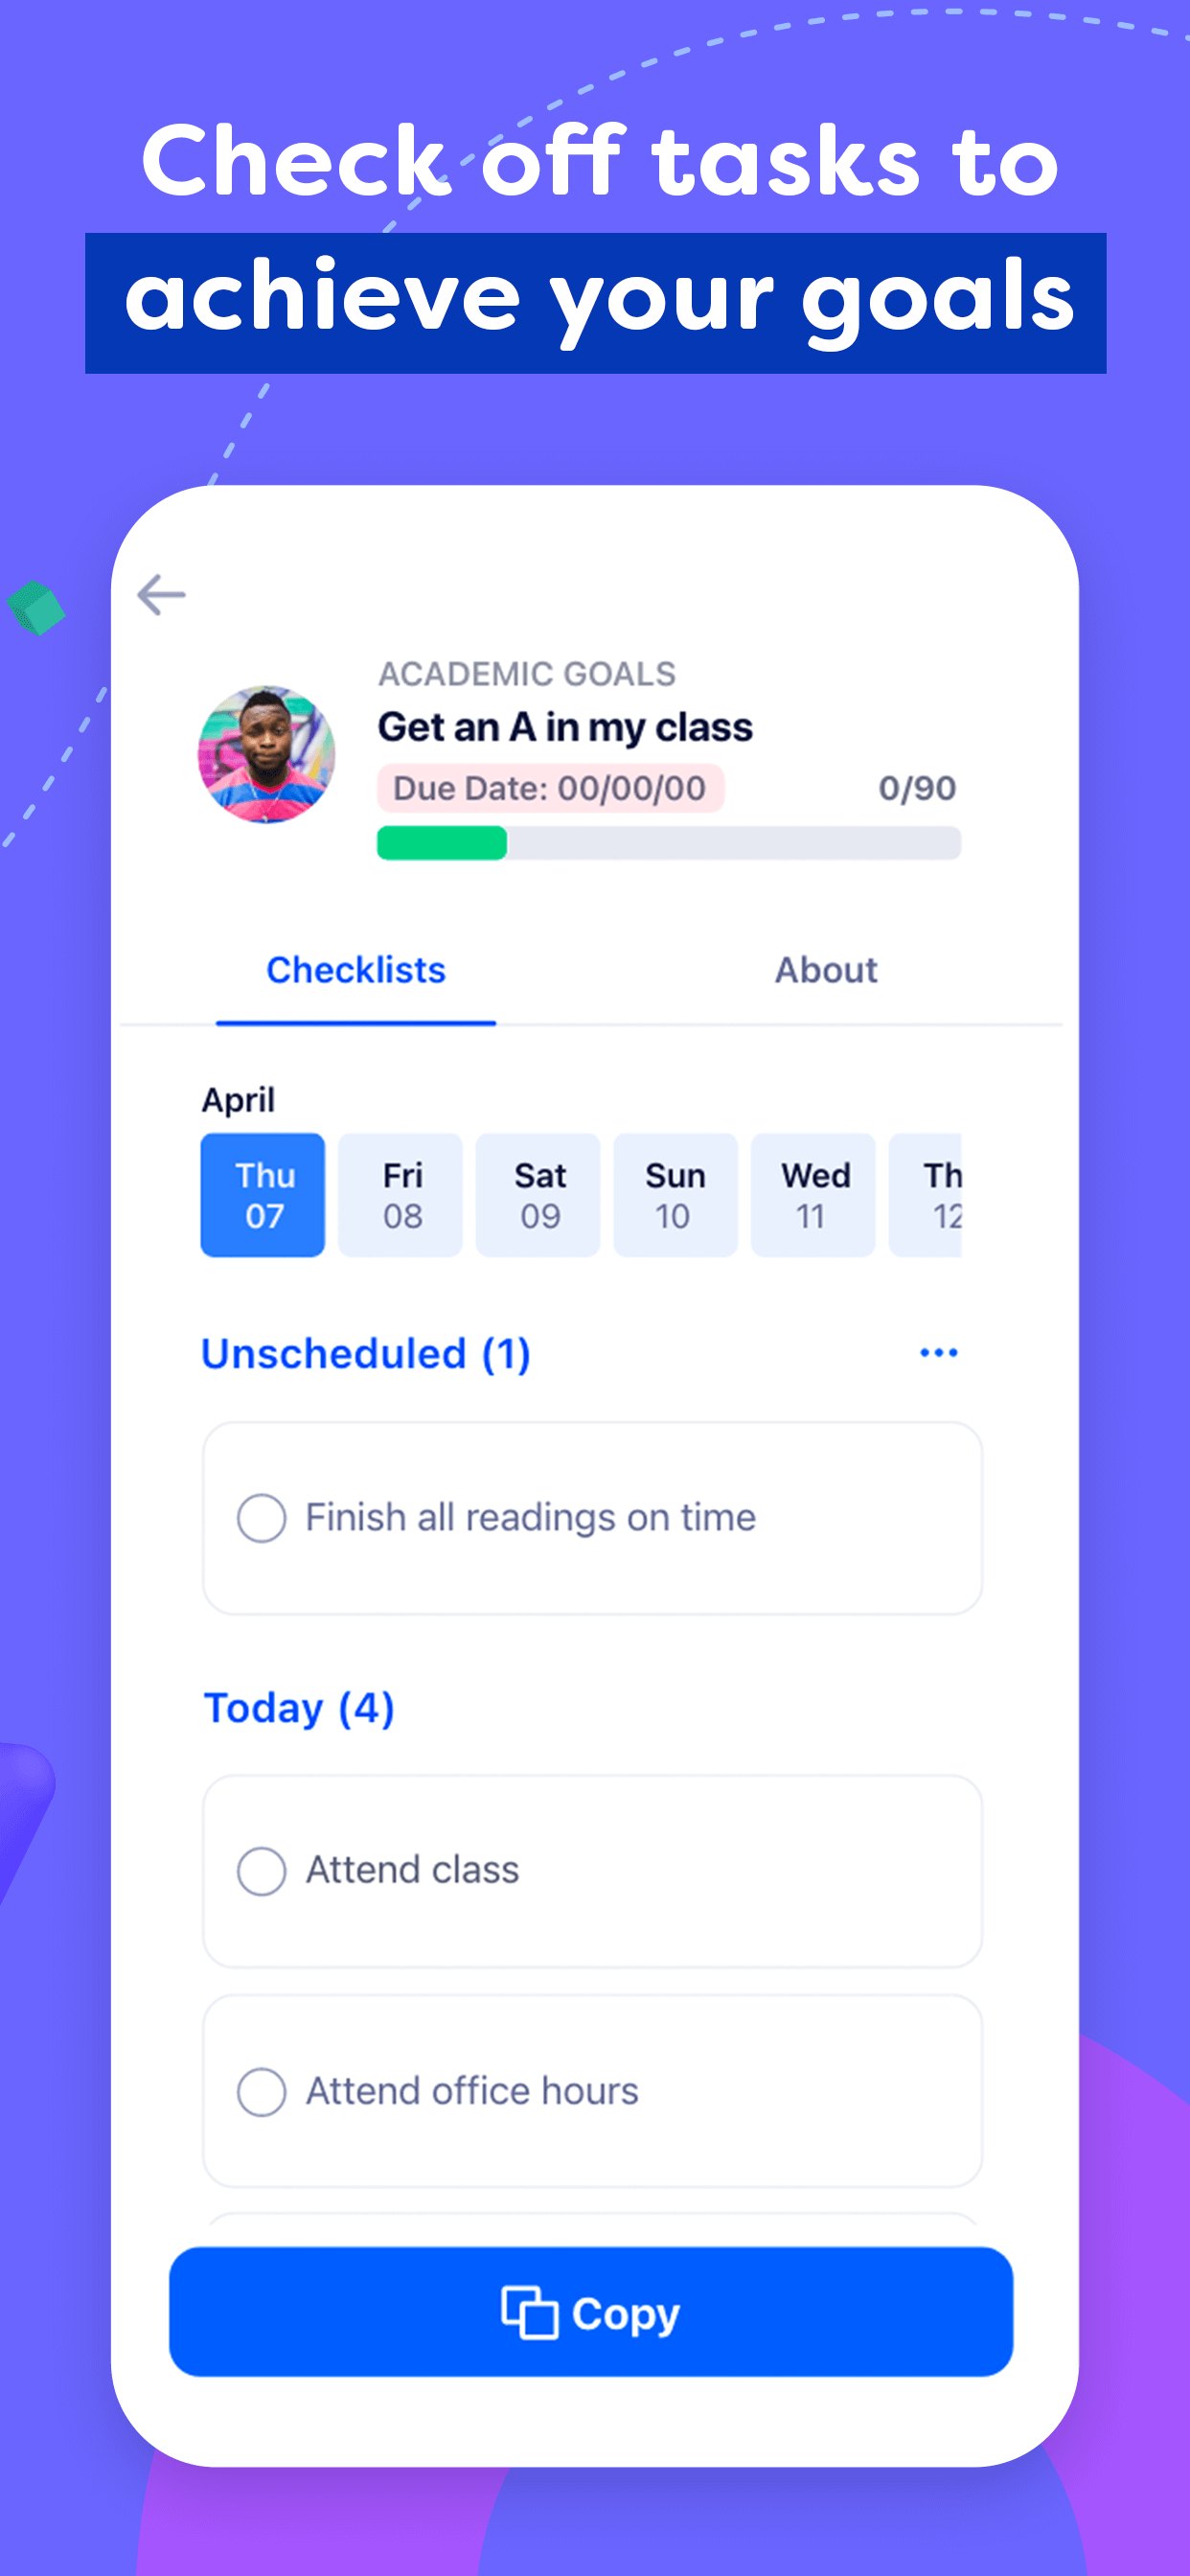 Check off tasks to
achieve your goals
ACADEMIC GOALS
Get an A in my class
Due Date: 00/00/00 0/90
Checklists About
April
Thu Fri Sat Sun Wed Th
07 08 09 10 11 12
Unscheduled (1)
Finish all readings on time
Today (4)
Attend class
Attend office hours
Copy